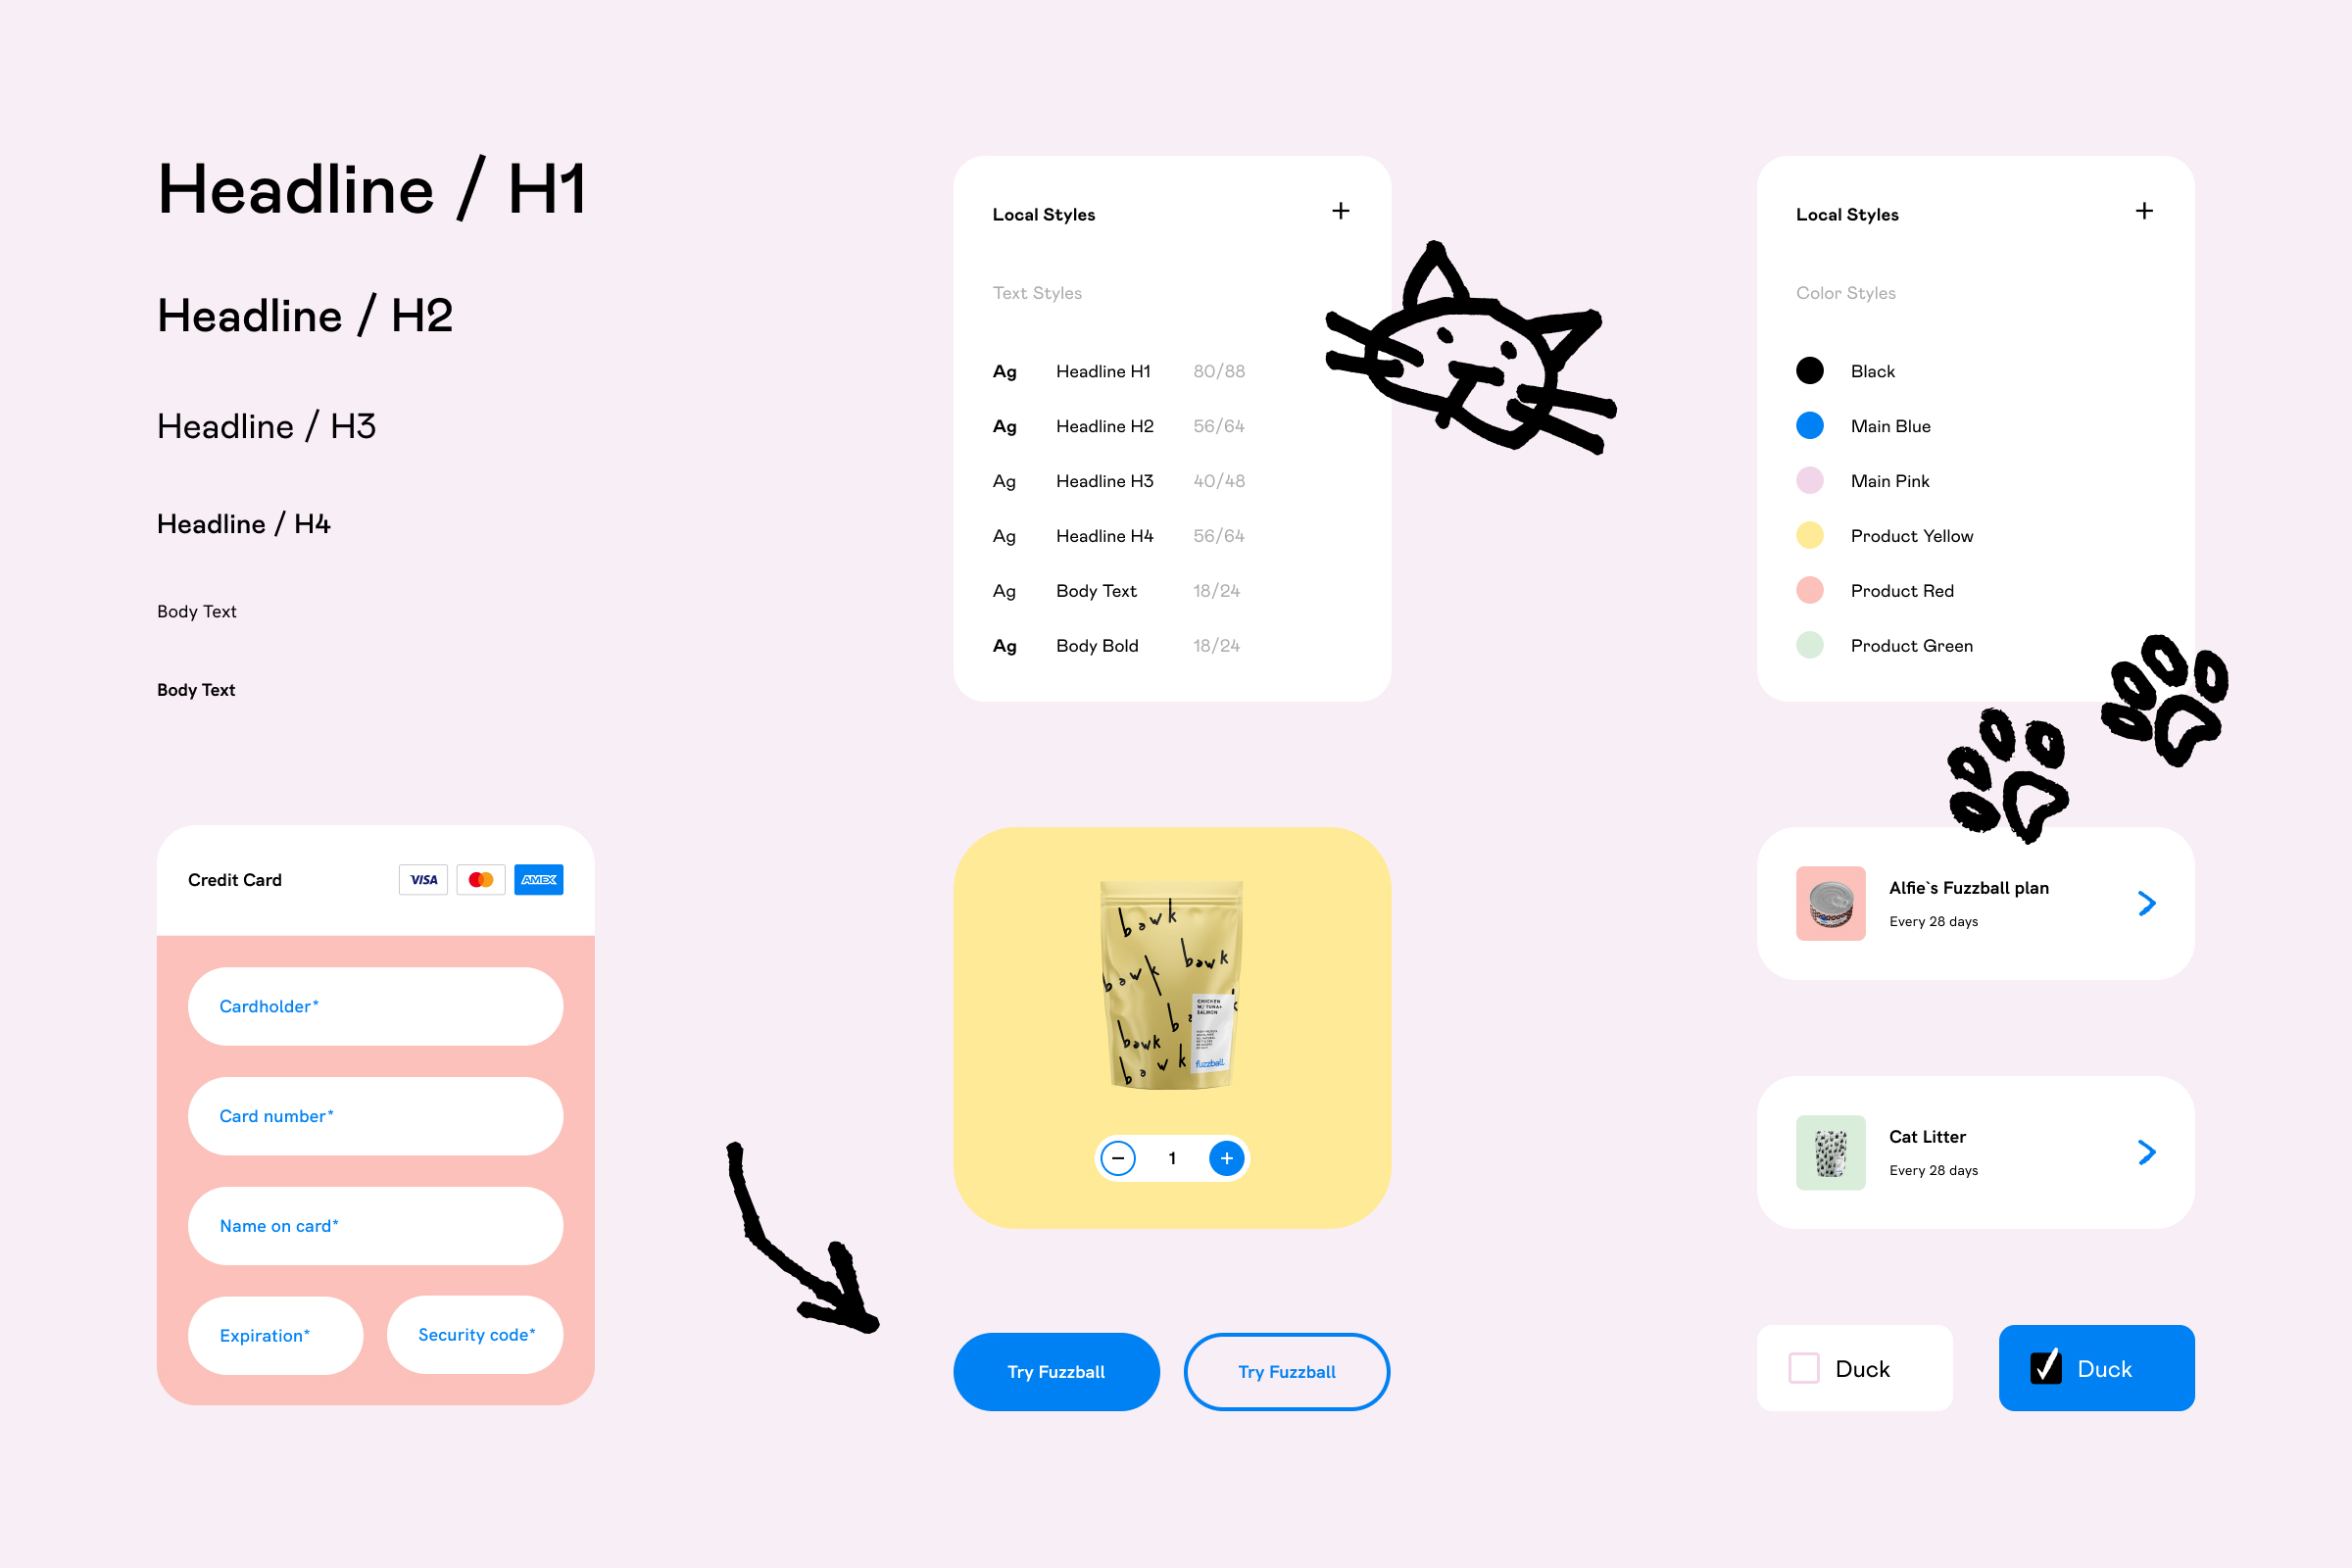 Headline / H1
Headline / H2
Headline / H3
Headline / H4
Body Text
Body Text
Local Styles
Text Styles
Ag Headline H1 80/88
Ag Headline H2 56/64
Ag Headline H3 40/48
Ag Headline H4 56/64
Ag Body Text 18/24
Ag Body Bold 18/24
Local Styles
Color Styles
Black
Main Blue
Main Pink
Product Yellow
Product Red
Product Green
Credit Card VISA AMEX
Cardholder*
Card number*
Name on card*
Expiration* Security code*
bawk
bawk
bawk
bawk
bawk
CHICKEN
W/ TUNA+
SALMON
fuzzball
1
Try Fuzzball Try Fuzzball
Alfie`s Fuzzball plan
Every 28 days
Cat Litter
Every 28 days
Duck Duck